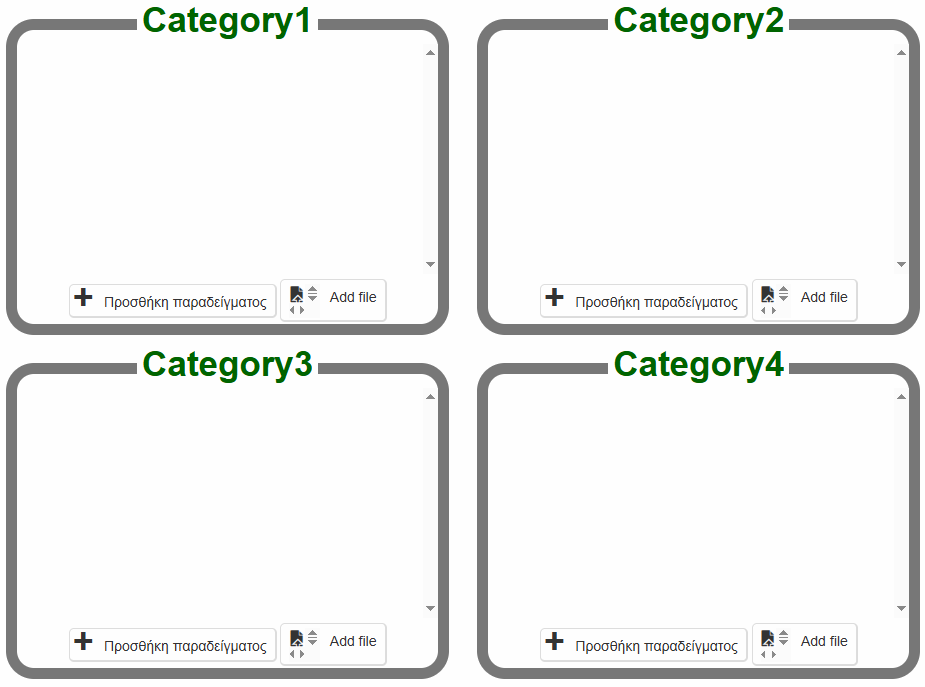 Category1 Category2
Προσθήκη παραδείγματος Add file Προσθήκη παραδείγματος Add file
Category3 Category4
Προσθήκη παραδείγματος Add file Προσθήκη παραδείγματος Add file